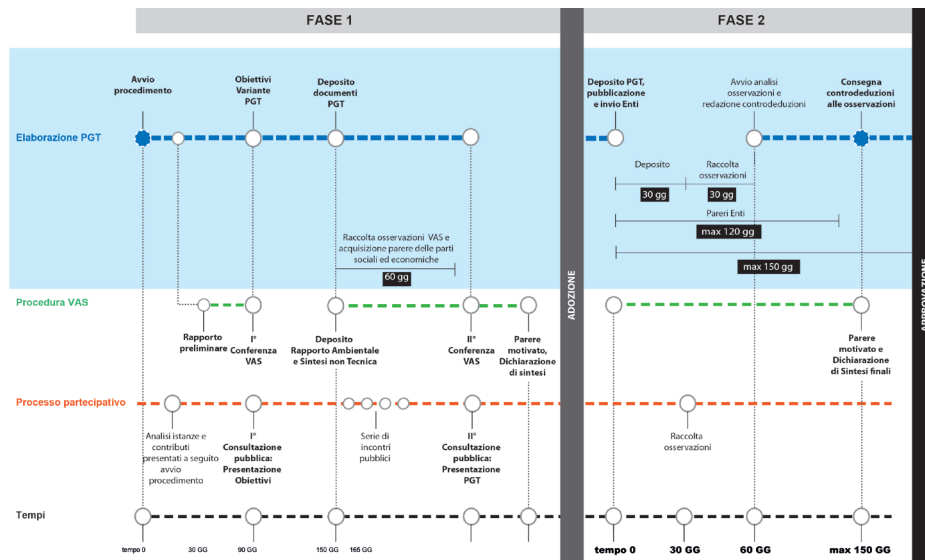 FASE 1
FASE 2
Avvio
procedimento
Obiettivi
Variante
PGT
Deposito
documenti
PGT
Deposito PGT,
pubblicazione
e invio Enti
Avvio analisi
osservazioni e
redazione controdeduzioni
Consegna
controdeduzioni
alle osservazioni
Elaborazione PGT
Deposito
30 gg
Raccolta
osservazioni
30 gg
Pareri Enti
max 120 gg
max 150 gg
Raccolta osservazioni VAS e
acquisizione parere delle parti
sociali ed economiche
60 gg
ADOZIONE
APPROVAZIONE
Procedura VAS
Rapporto
preliminare
I°
Conferenza
VAS
Deposito
Rapporto Ambientale
e Sintesi non Tecnica
II°
Conferenza
VAS
Parere
motivato,
Dichiarazione
di sintesi
Parere
motivato e
Dichiarazione
di Sintesi finali
Processo partecipativo
Analisi istanze e
contributi
presentati a seguito
avvio
procedimento
I°
Consultazione
pubblica:
Presentazione
Obiettivi
Serie di
incontri
pubblici
II°
Consultazione
pubblica:
Presentazione
PGT
Raccolta
osservazioni
Tempi
tempo 0
30 GG
90 GG
150 GG
165 GG
tempo 0
30 GG
60 GG
max 150 GG